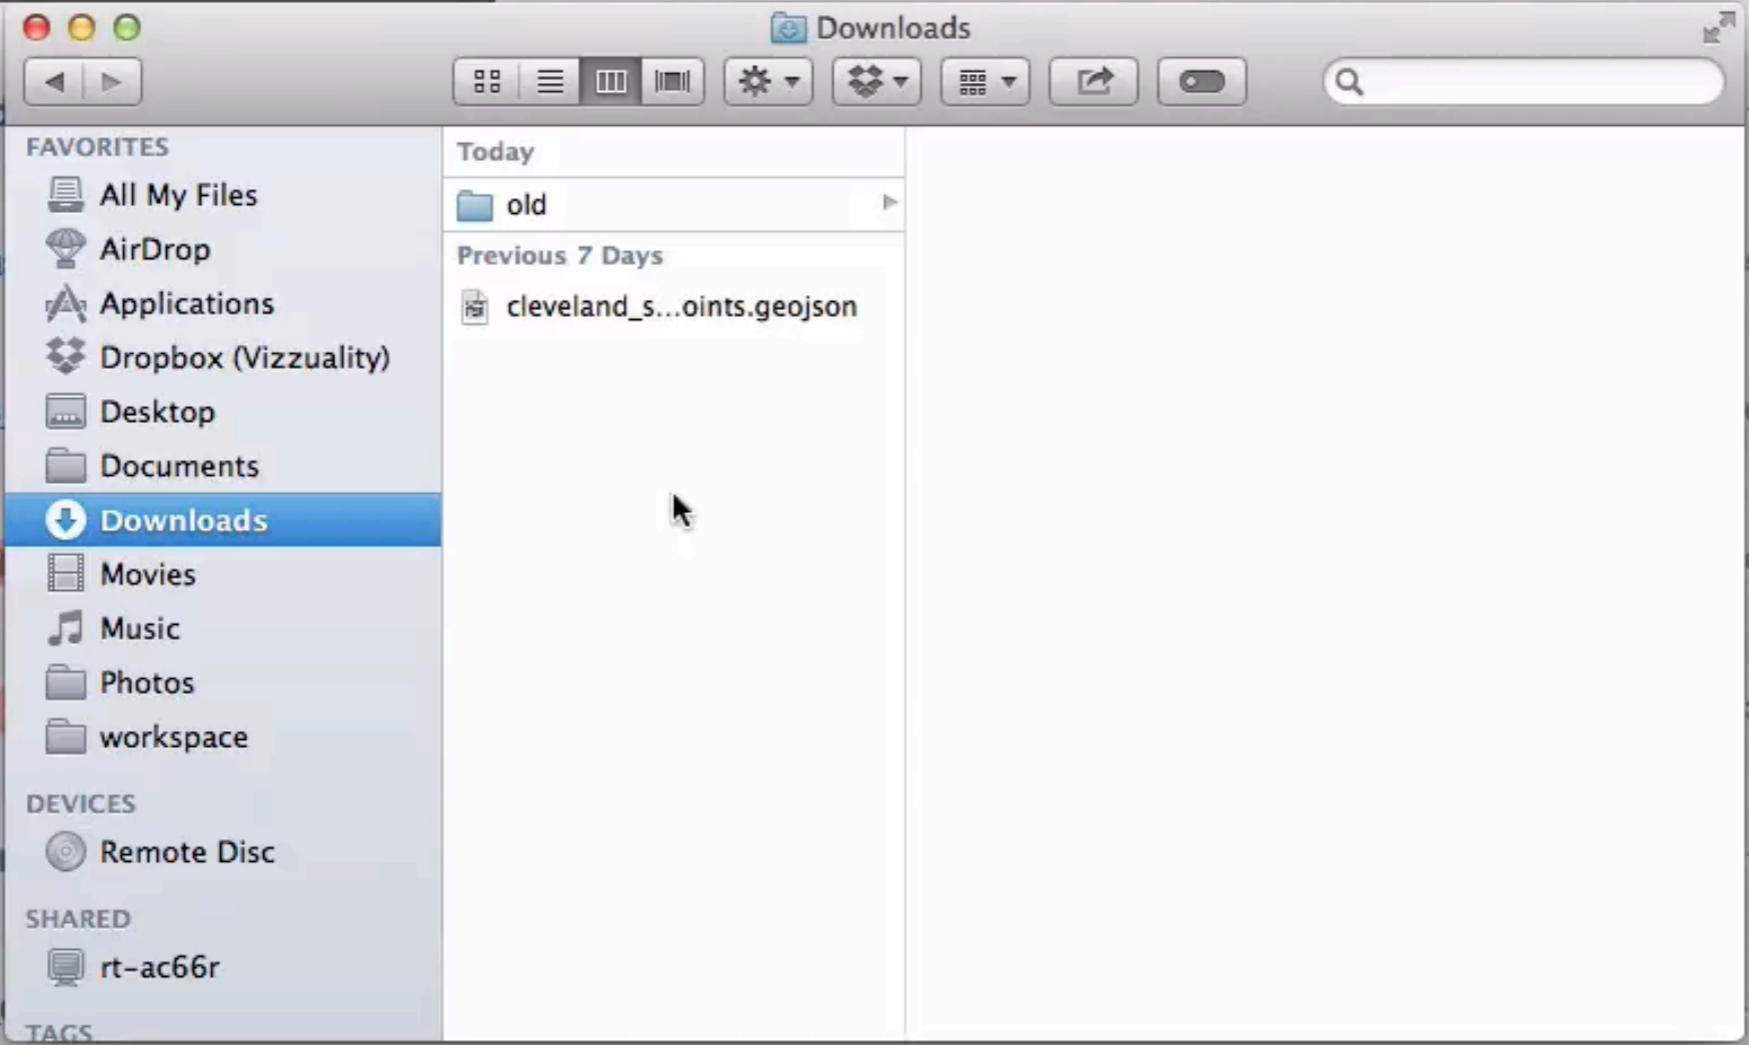 Downloads
FAVORITES
All My Files
AirDrop
Applications
Dropbox (Vizzuality)
Desktop
Documents
Downloads
Movies
Music
Photos
workspace
DEVICES
Remote Disc
SHARED
rt-ac66r
TAGS
Today
old
Previous 7 Days
cleveland_s...oints.geojson